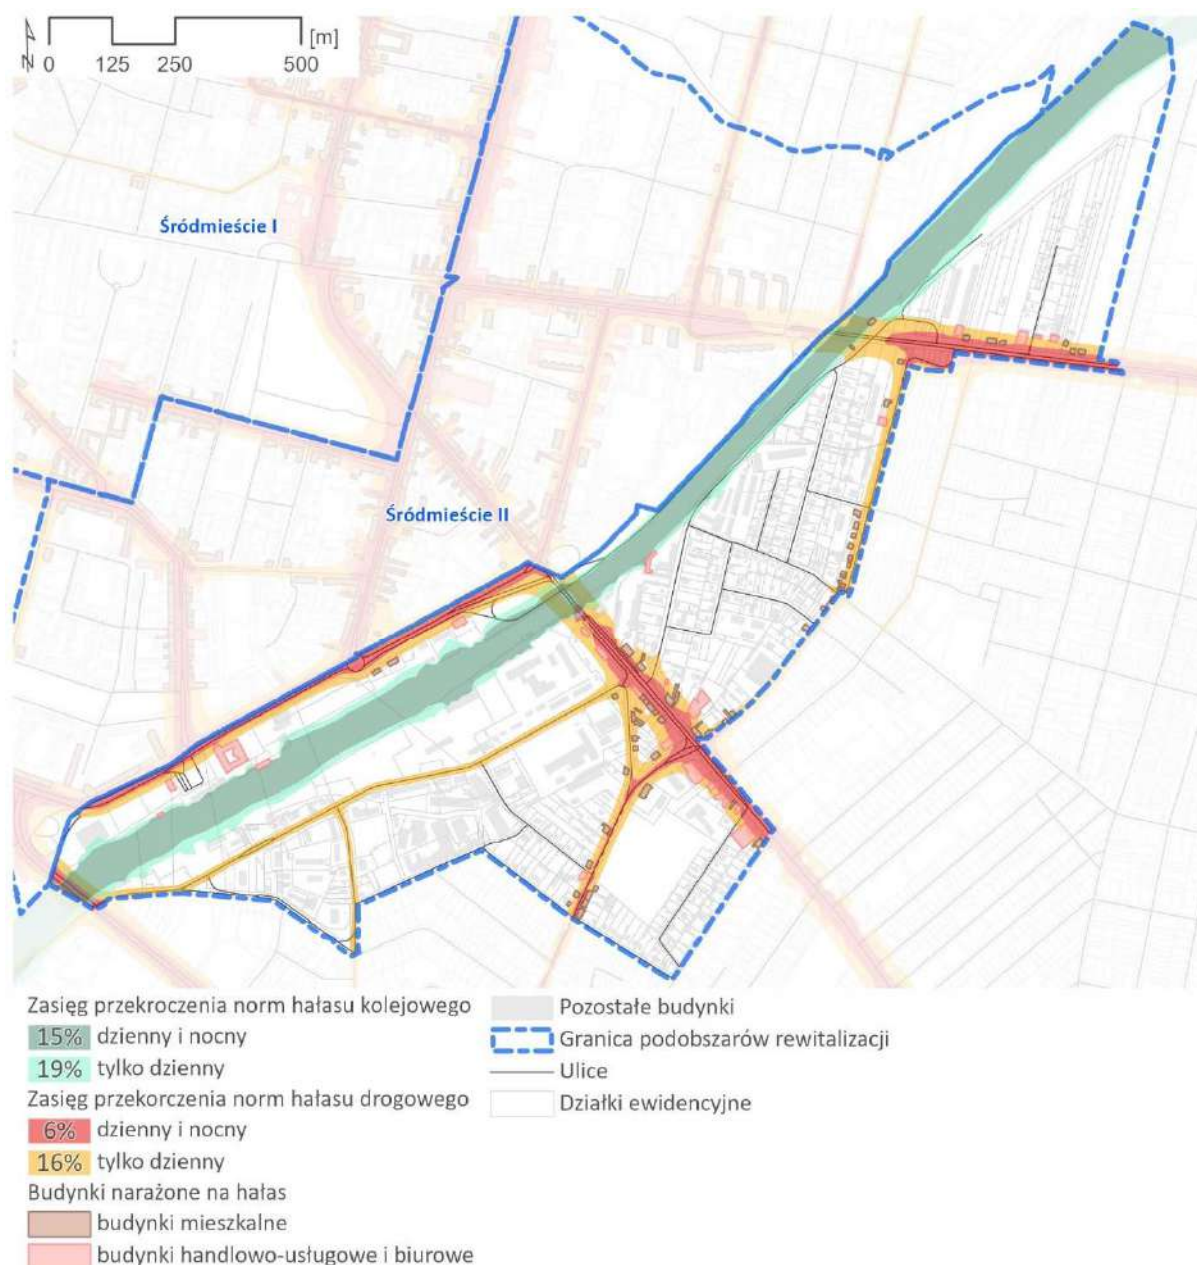 [m]
N 0 125 250 500
Śródmieście I
Śródmieście II
Zasięg przekroczenia norm hałasu kolejowego
15% dzienny i nocny
19% tylko dzienny
Zasięg przekorczenia norm hałasu drogowego
6% dzienny i nocny
16% tylko dzienny
Budynki narażone na hałas
budynki mieszkalne
budynki handlowo-usługowe i biurowe
Pozostałe budynki
Granica podobszarów rewitalizacji
Ulice
Działki ewidencyjne